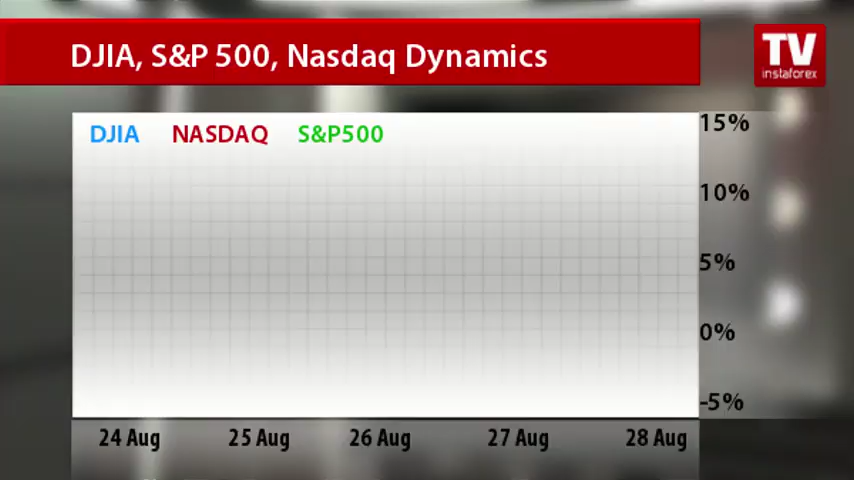 DJIA, S&P 500, Nasdaq Dynamics
TV
instaforex
DJIA NASDAQ S&P500
15%
10%
5%
0%
-5%
24 Aug 25 Aug 26 Aug 27 Aug 28 Aug